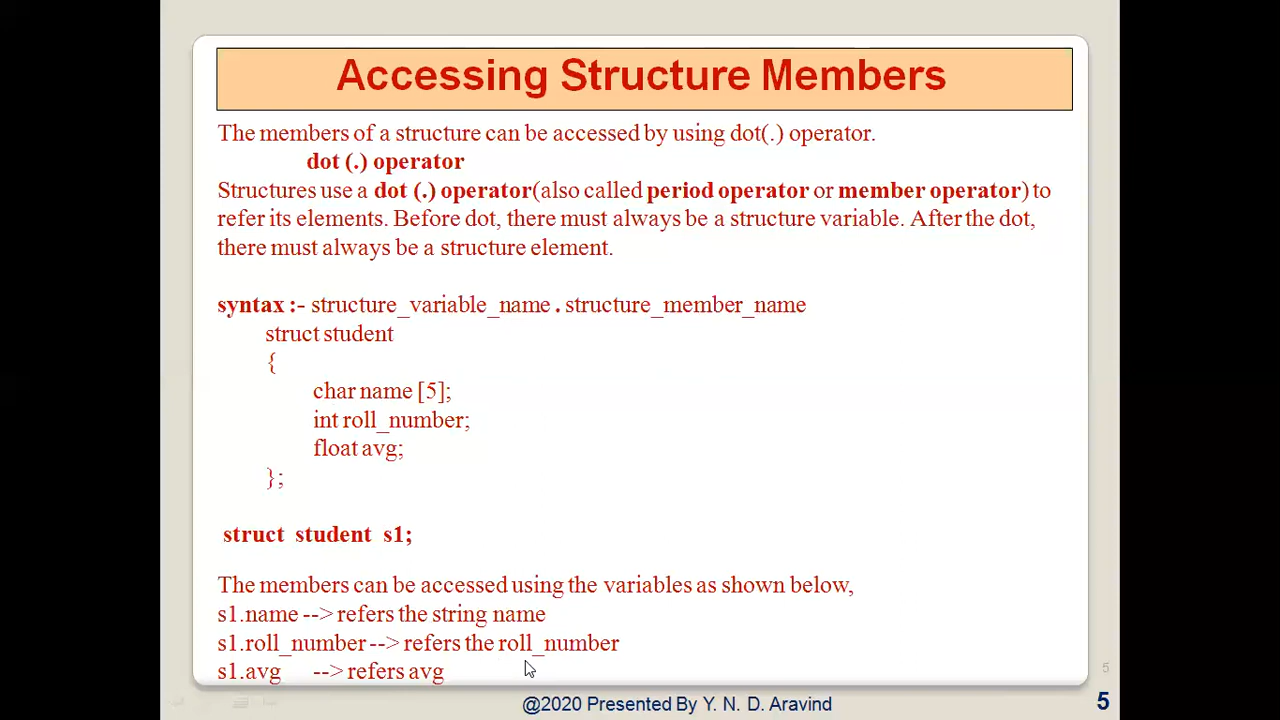 Accessing Structure Members
The members of a structure can be accessed by using dot(.) operator.
dot (.) operator
Structures use a dot (.) operator(also called period operator or member operator) to
refer its elements. Before dot, there must always be a structure variable. After the dot,
there must always be a structure element.
syntax :- structure_variable_name . structure_member_name
struct student
{
char name [5];
int roll_number;
float avg;
};
struct student s1;
The members can be accessed using the variables as shown below,
s1.name --> refers the string name
s1.roll_number --> refers the roll_number
s1.avg --> refers avg
5
@2020 Presented By Y. N. D. Aravind
5